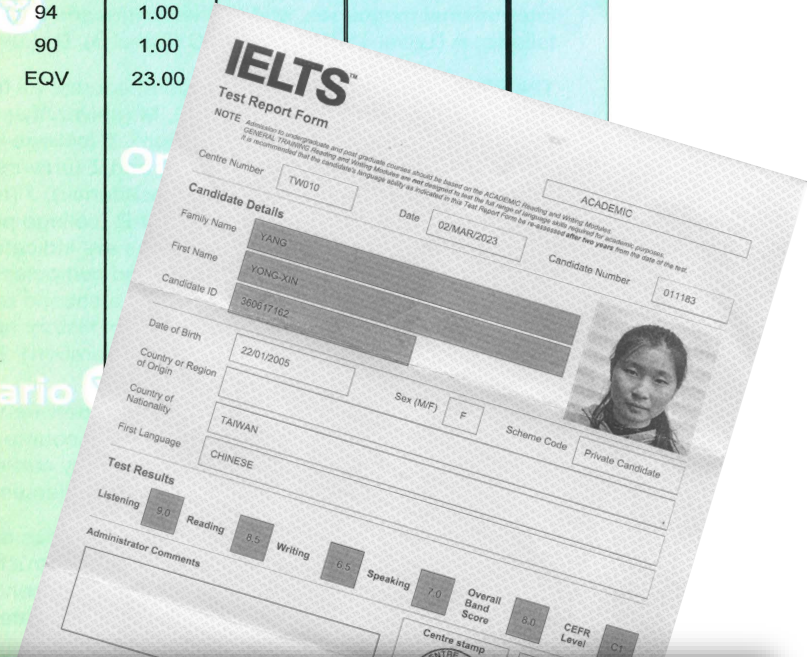 94 1.00
90 1.00
EQV 23.00
On
ario
IELTS™
Test Report Form
NOTE Admission to undergraduate and post graduate courses should be based on the ACADEMIC Reading and Writing Modules.
GENERAL TRAINING Reading and Writing Modules are not designed to test the full range of language skills required for academic purposes.
It is recommended that the candidate's language ability as indicated in this Test Report Form be re-assessed after two years from the date of the test.
ACADEMIC
Centre Number TW010 Date 02/MAR/2023 Candidate Number 011183
Candidate Details
Family Name YANG
First Name YONG-XIN
Candidate ID 360617162
Date of Birth 22/01/2005 Sex (M/F) F Scheme Code Private Candidate
Country or Region
of Origin
Country of
Nationality TAIWAN
First Language CHINESE
Test Results
Listening 9.0 Reading 8.5 Writing 6.5 Speaking 7.0 Overall Band Score 8.0 CEFR Level C1
Administrator Comments
Centre stamp